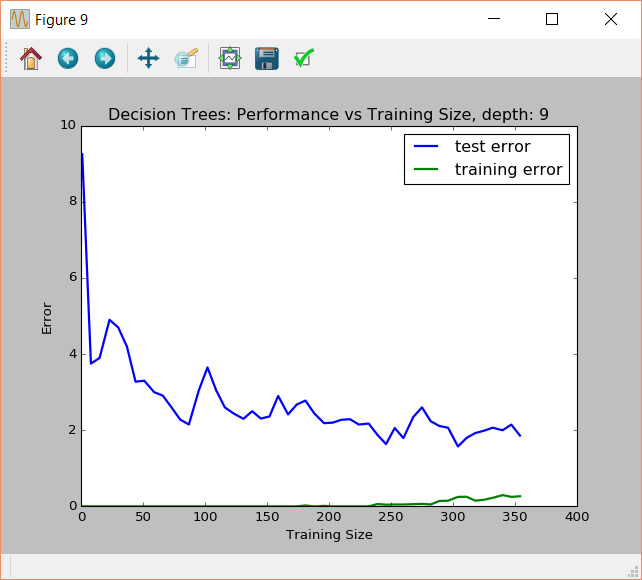 Figure 9
Decision Trees: Performance vs Training Size, depth: 9
test error
training error
10
8
6
4
2
0
Error
0 50 100 150 200 250 300 350 400
Training Size